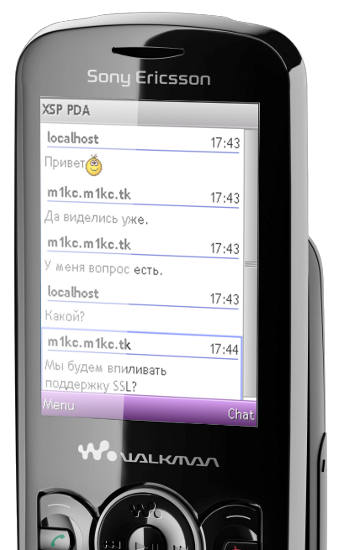 Sony Ericsson
XSP PDA
localhost 17:43
Привет
m1kc.m1kc.tk 17:43
Да виделись уже.
m1kc.m1kc.tk 17:43
У меня вопрос есть.
localhost 17:43
Какой?
m1kc.m1kc.tk 17:44
Мы будем впиливать
поддержку SSL?
Menu Chat
WALKMAN